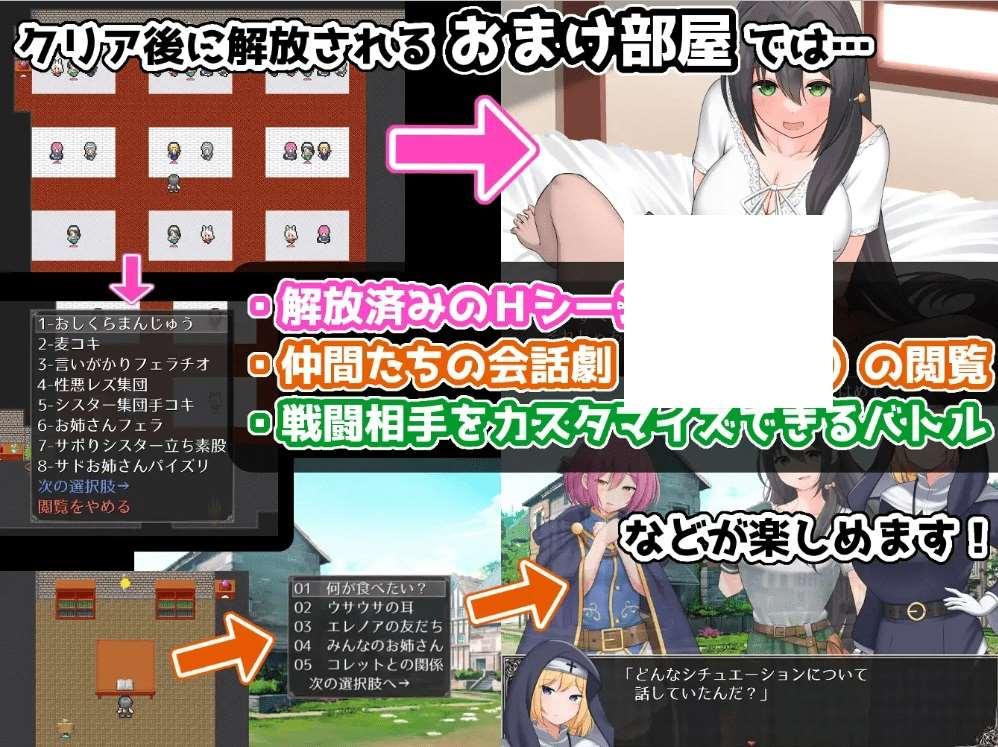 クリア後に解放される おまけ部屋 では…
・解放済みのHシー
・仲間たちの会話劇
）の閲覧
・戦闘相手をカスタマイズできるバトル
1-おしくらまんじゅう
2-麦コキ
3-言いがかりフェラチオ
4-性悪レズ集団
5-シスター集団手コキ
6-お姉さんフェラ
7-サボりシスター立ち素股
8-サドお姉さんパイズリ
次の選択肢→
閲覧をやめる
などが楽しめます！
01 何が食べたい？
02 ウサウサの耳
03 エレノアの友だち
04 みんなのお姉さん
05 コレットとの関係
次の選択肢へ→
「どんなシチュエーションについて
話していたんだ？」